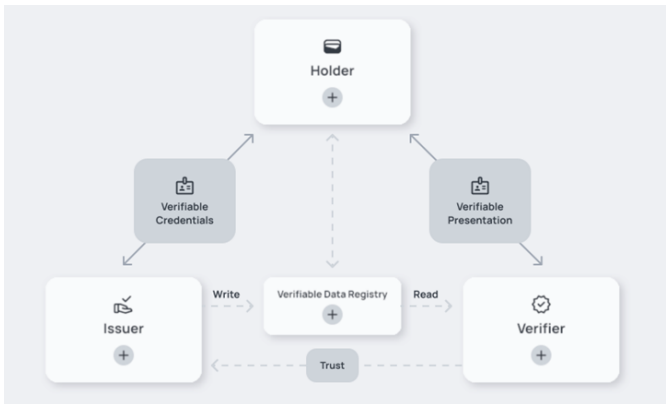 Holder
Verifiable
Credentials
Verifiable
Presentation
Write
Verifiable Data Registry
Read
Issuer
Verifier
Trust